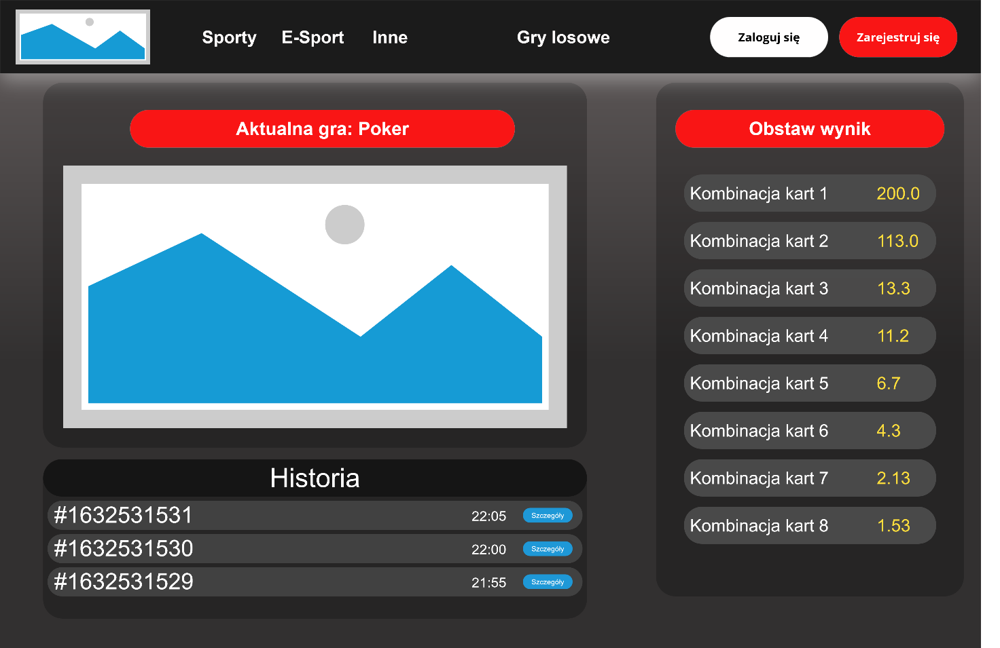 Sporty E-Sport Inne Gry losowe Zaloguj się Zarejestruj się
Aktualna gra: Poker
Historia
#1632531531 22:05 Szczegóły
#1632531530 22:00 Szczegóły
#1632531529 21:55 Szczegóły
Obstaw wynik
Kombinacja kart 1 200.0
Kombinacja kart 2 113.0
Kombinacja kart 3 13.3
Kombinacja kart 4 11.2
Kombinacja kart 5 6.7
Kombinacja kart 6 4.3
Kombinacja kart 7 2.13
Kombinacja kart 8 1.53